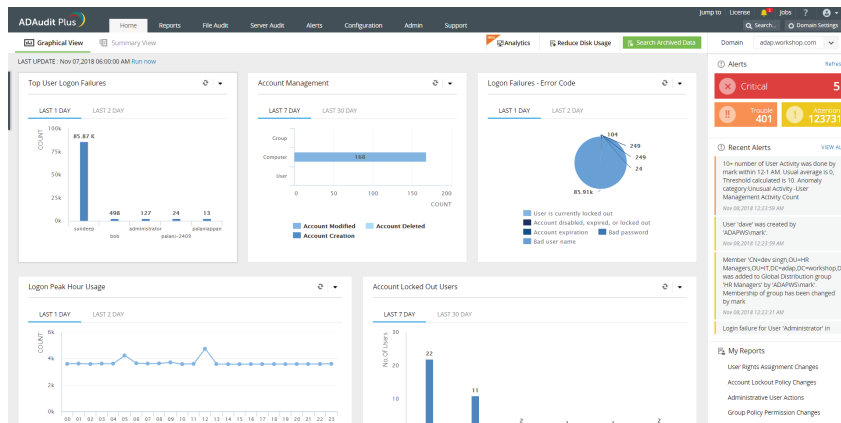 Jump to License 5 Jobs ?
ADAudit Plus
Home Reports File Audit Server Audit Alerts Configuration Admin Support
Search... Domain Settings
Graphical View Summary View
Analytics Reduce Disk Usage Search Archived Data
Domain adap.workshop.com
LAST UPDATE : Nov 07,2018 06:00:00 AM Run now
Top User Logon Failures
LAST 1 DAY LAST 2 DAY
COUNT
100k
75k
50k
25k
0k
85.87 K
498
127
24
13
sundeep
bob
administrator
palani-2409
palaniappan
Account Management
LAST 7 DAY LAST 30 DAY
Group
Computer
User
168
0 50 100 150 200
COUNT
Account Modified Account Deleted
Account Creation
Logon Failures - Error Code
LAST 1 DAY LAST 2 DAY
104
249
249
24
85.91k
User is currently locked out
Account disabled, expired, or locked out
Account expiration Bad password
Bad user name
Logon Peak Hour Usage
LAST 1 DAY LAST 2 DAY
COUNT
6k
4k
2k
0k
00 01 02 03 04 05 06 07 08 09 10 11 12 13 14 15 16 17 18 19 20 21 22 23
Account Locked Out Users
LAST 7 DAY LAST 30 DAY
No.Of Users
30
20
10
22
11
2
2
Alerts
Refres
Critical 5
Trouble
401
Attention
123731
Recent Alerts VIEW AL
10+ number of User Activity was done by
mark within 12-1 AM. Usual average is 0,
Threshold calculated is 10. Anomaly
category:Unusual Activity -User
Management Activity Count
Nov 08,2018 12:23:59 AM
User 'dave' was created by
'ADAPWS\mark'.
Nov 08,2018 12:23:59 AM
Member 'CN=dev singh,OU=HR
Managers,OU=IT,DC=adap,DC=workshop,D
was added to Global Distribution group
'HR Managers' by 'ADAPWS\mark'.
Membership of group has been changed
by mark
Nov 08,2018 12:22:31 AM
Login failure for User 'Administrator' in
My Reports
User Rights Assignment Changes
Account Lockout Policy Changes
Administrative User Actions
Group Policy Permission Changes